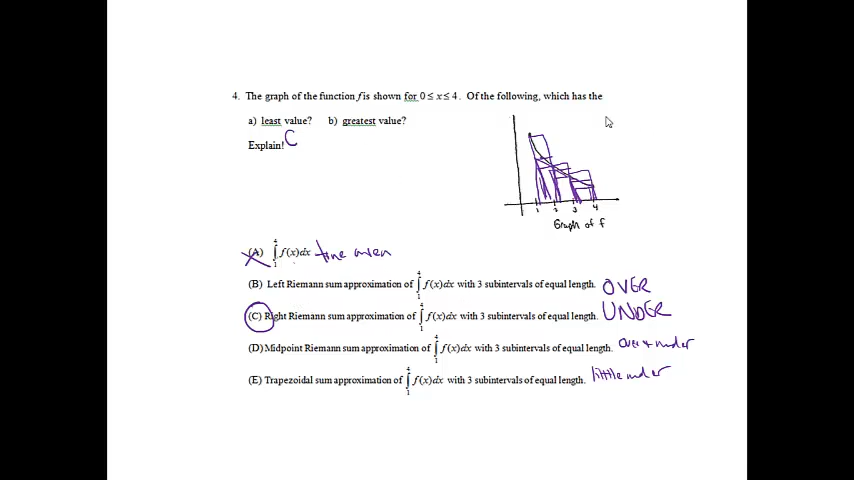 4. The graph of the function f is shown for 0 ≤ x ≤ 4. Of the following, which has the
a) least value? b) greatest value?
Explain! C
1 2 3 4
Graph of f
(A) ∫₁⁴ f(x)dx true area
(B) Left Riemann sum approximation of ∫₁⁴ f(x)dx with 3 subintervals of equal length. OVER
(C) Right Riemann sum approximation of ∫₁⁴ f(x)dx with 3 subintervals of equal length. UNDER
(D) Midpoint Riemann sum approximation of ∫₁⁴ f(x)dx with 3 subintervals of equal length. over + under
(E) Trapezoidal sum approximation of ∫₁⁴ f(x)dx with 3 subintervals of equal length. little under